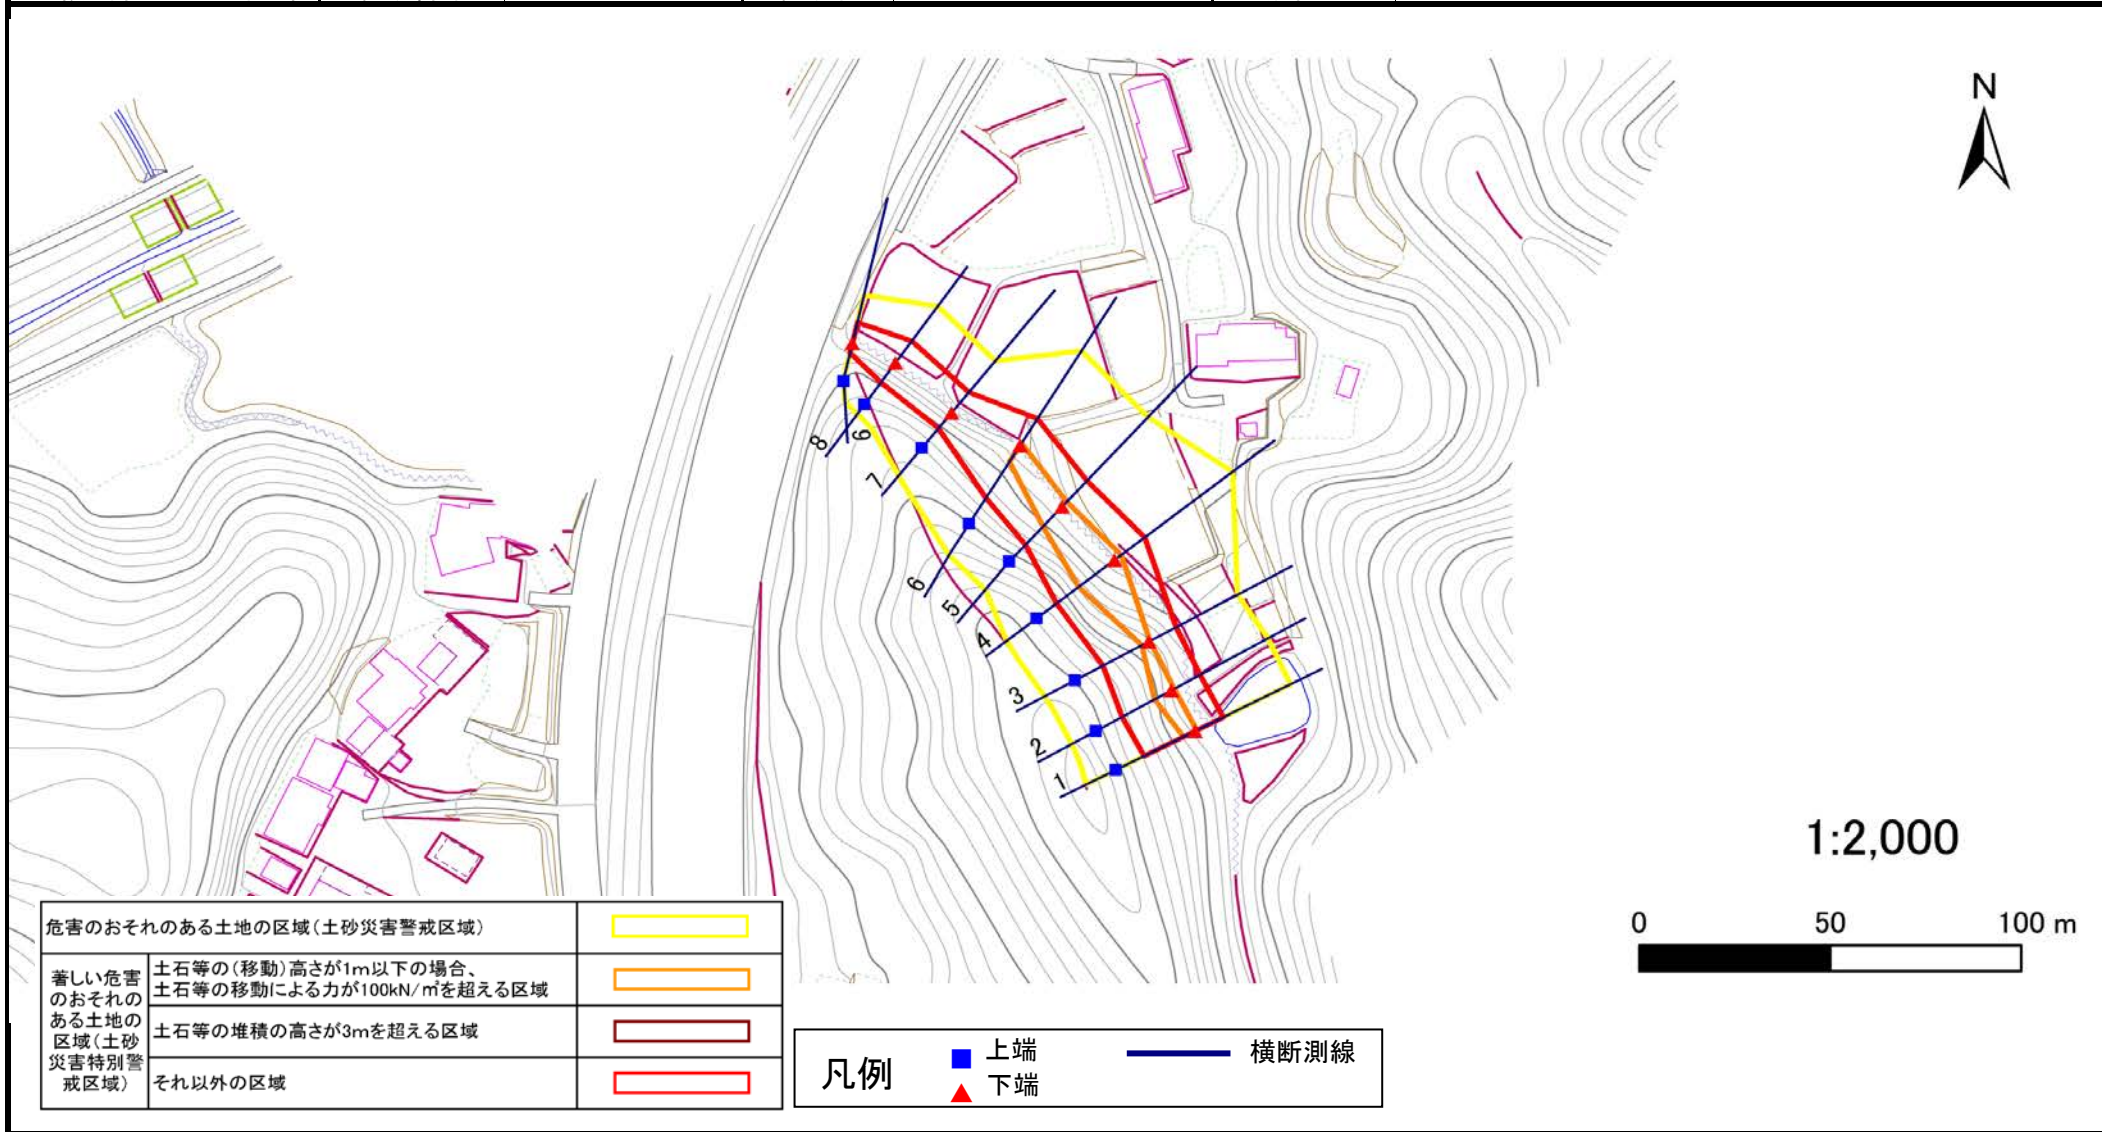 N
8
9
7
6
5
4
3
2
1
1:2,000
0 50 100 m
危害のおそれのある土地の区域(土砂災害警戒区域)
著しい危害
のおそれの
ある土地の
区域(土砂
災害特別警
戒区域)
土石等の(移動)高さが1m以下の場合、
土石等の移動による力が100kN/㎡を超える区域
土石等の堆積の高さが3mを超える区域
それ以外の区域
凡例
上端
下端
横断測線